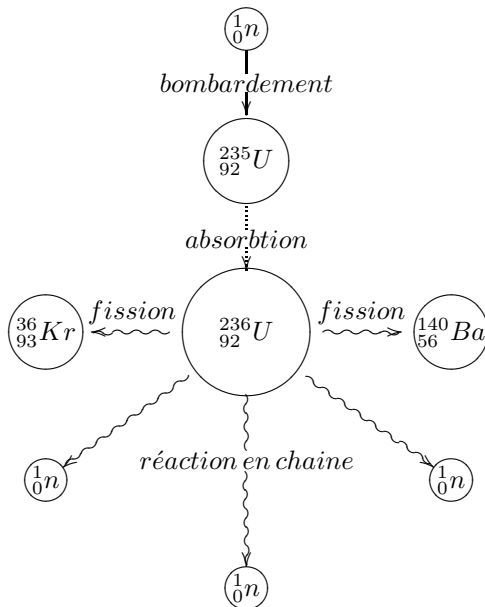 ¹₀n
bombardement
²³⁵₉₂U
absorbtion
³⁶₉₃Kr fission ²³⁶₉₂U fission ¹⁴⁰₅₆Ba
¹₀n réaction en chaine ¹₀n
¹₀n